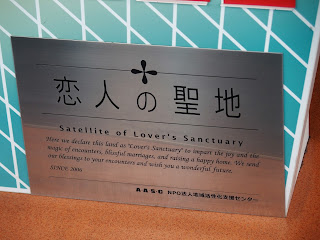 恋人の聖地
Satellite of Lover's Sanctuary
Here we declare this land as "Lover's Sanctuary" to impart the joy and the
magic of encounters, blissful marriages, and raising a happy home. We send
our blessings to your encounters and wish you a wonderful future.
SINCE 2006
NPO法人地域活性化支援センター